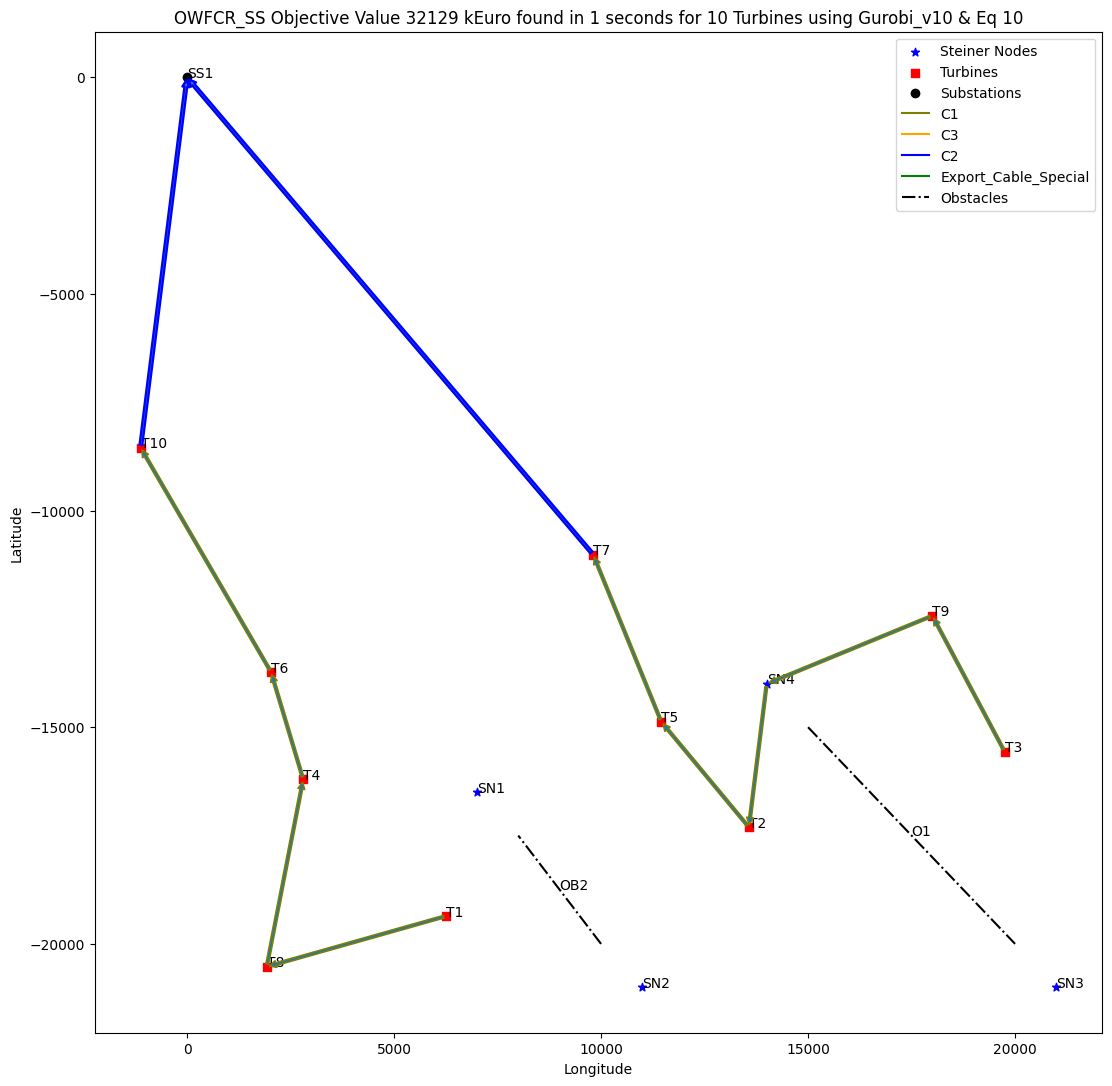 OWFCR_SS Objective Value 32129 kEuro found in 1 seconds for 10 Turbines using Gurobi_v10 & Eq 10
Steiner Nodes
Turbines
Substations
C1
C3
C2
Export_Cable_Special
Obstacles
SS1
T10
T7
T9
T6
SN4
T5
T3
T4
SN1
T2
O1
OB2
T1
T8
SN2
SN3
0
−5000
−10000
−15000
−20000
Latitude
0
5000
10000
15000
20000
Longitude